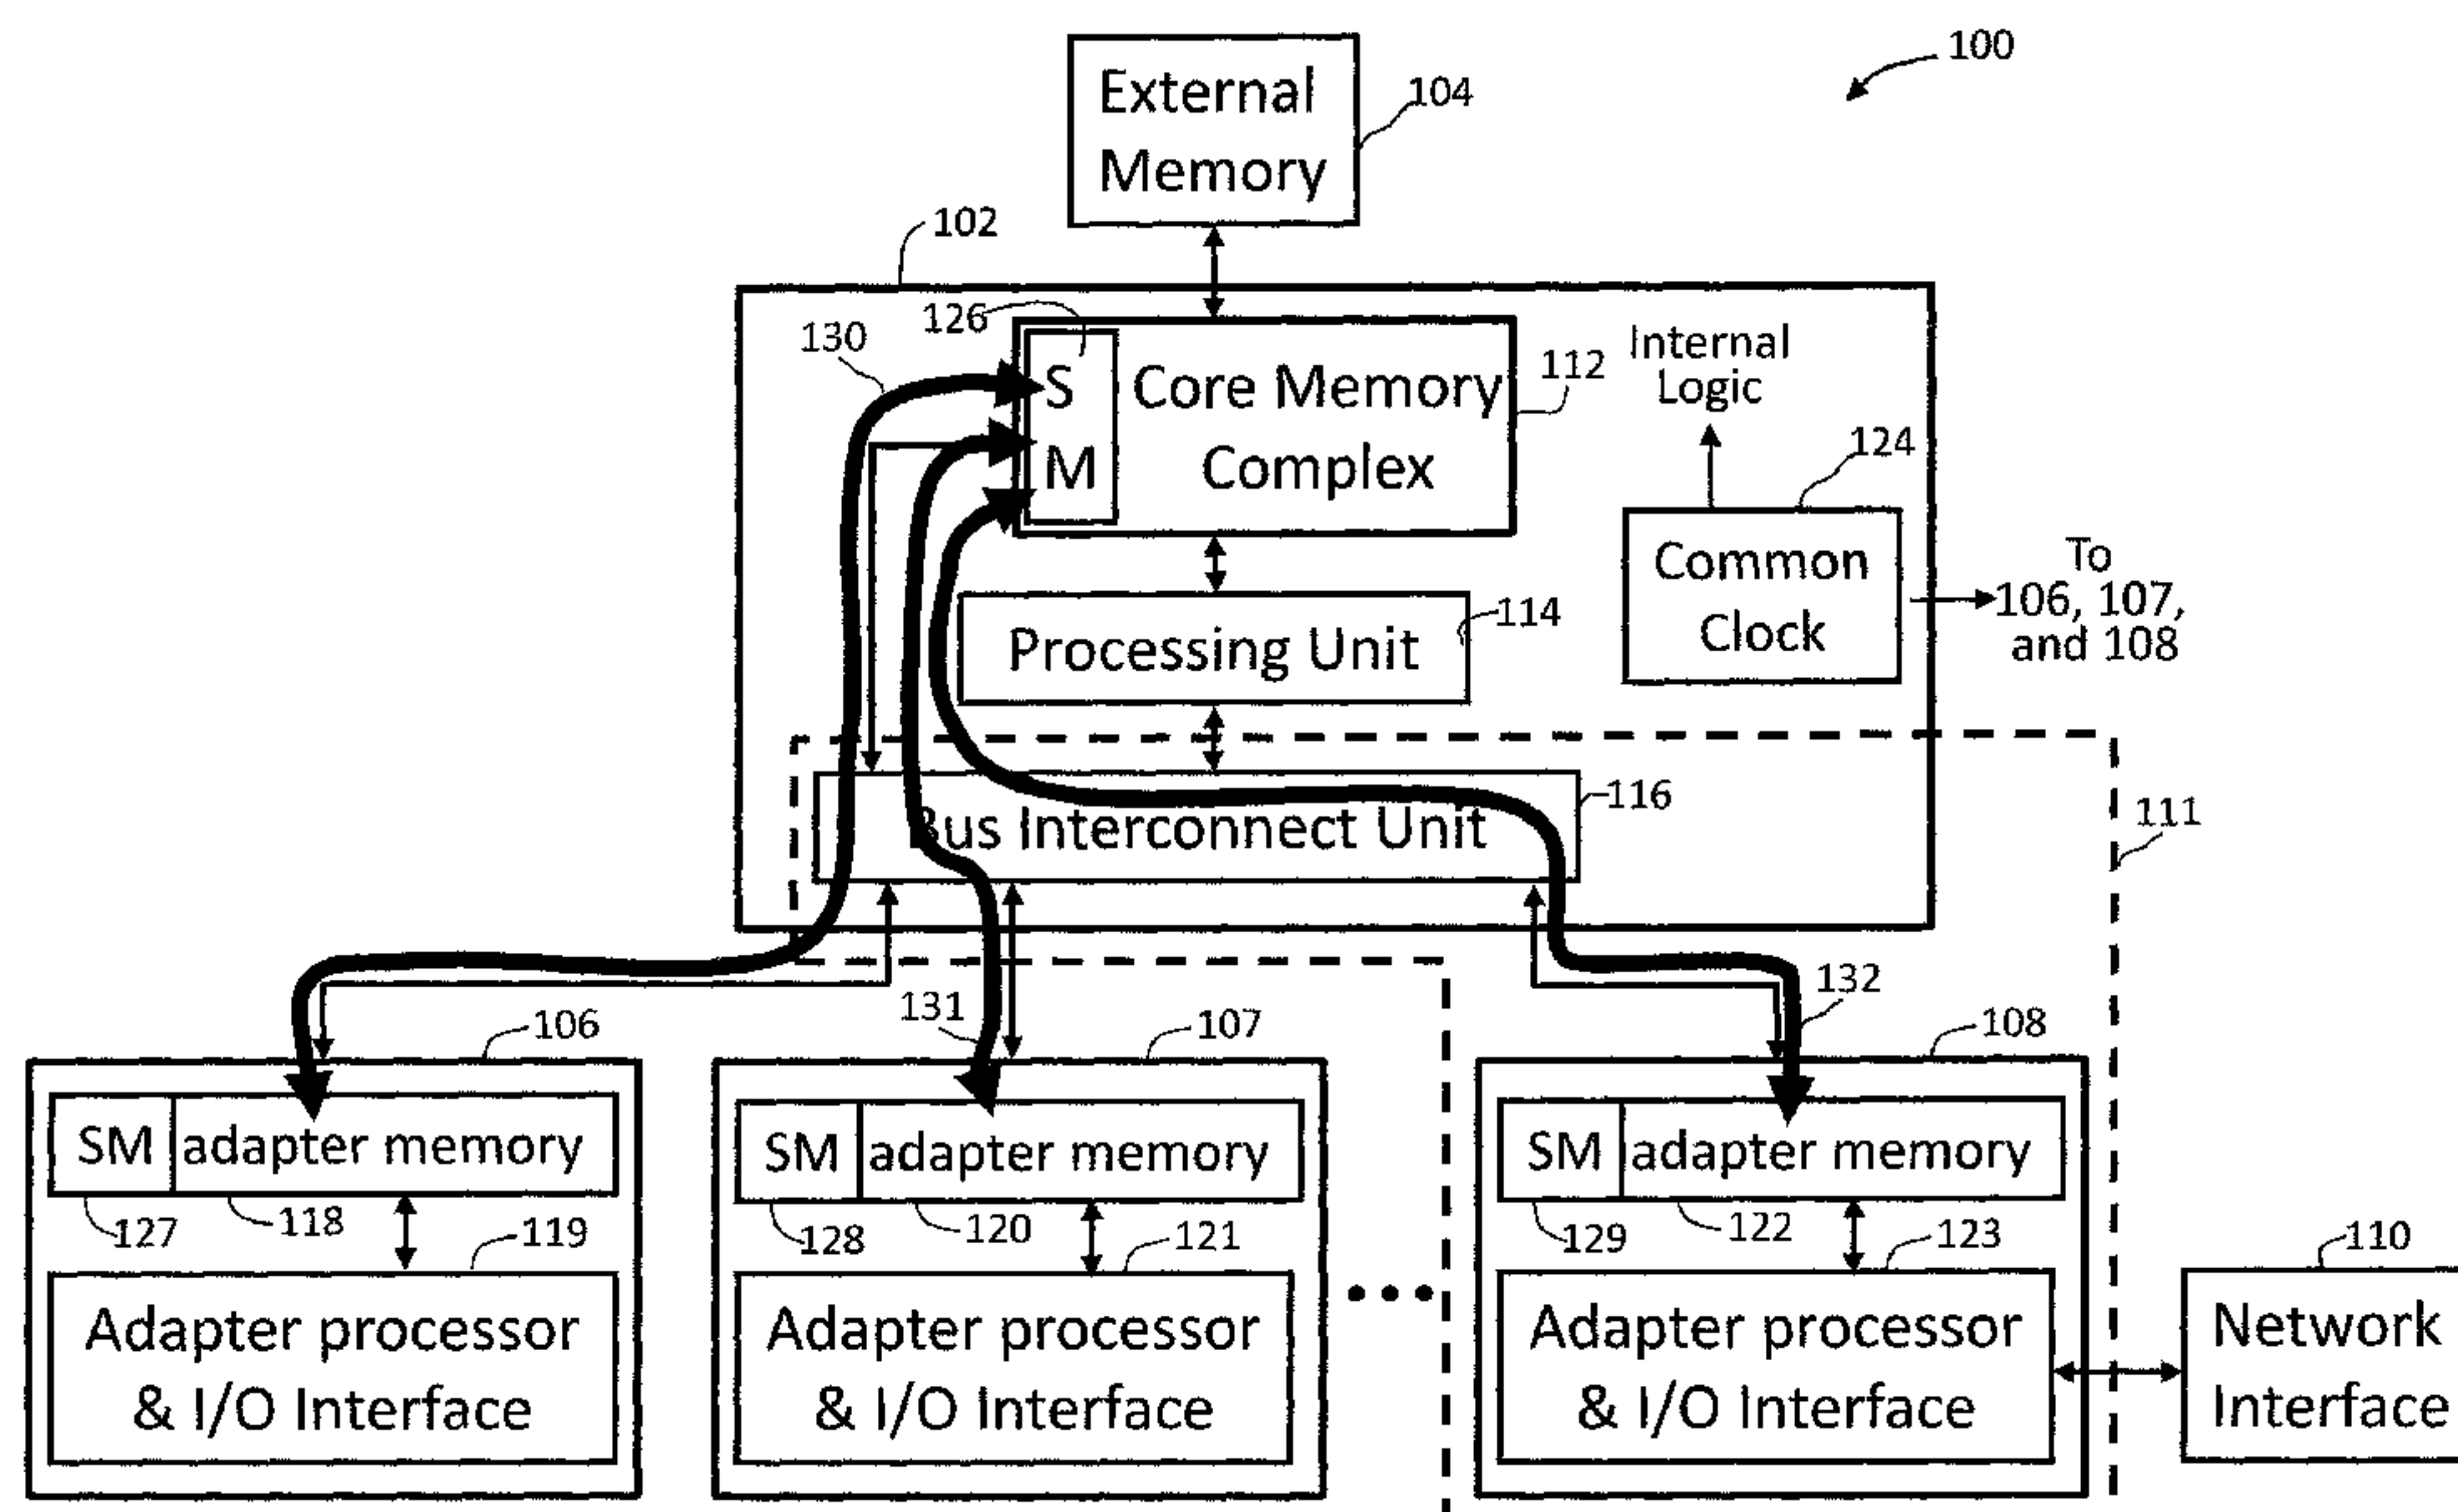 100
External
Memory
104
102
126
130
S
M
Core Memory
Complex
112
Internal
Logic
124
Common
Clock
To
106, 107,
and 108
Processing Unit
114
Bus Interconnect Unit
116
111
131
132
106
107
108
SM
adapter memory
127
118
119
Adapter processor
& I/O Interface
SM
adapter memory
128
120
121
Adapter processor
& I/O Interface
SM
adapter memory
129
122
123
Adapter processor
& I/O Interface
110
Network
Interface